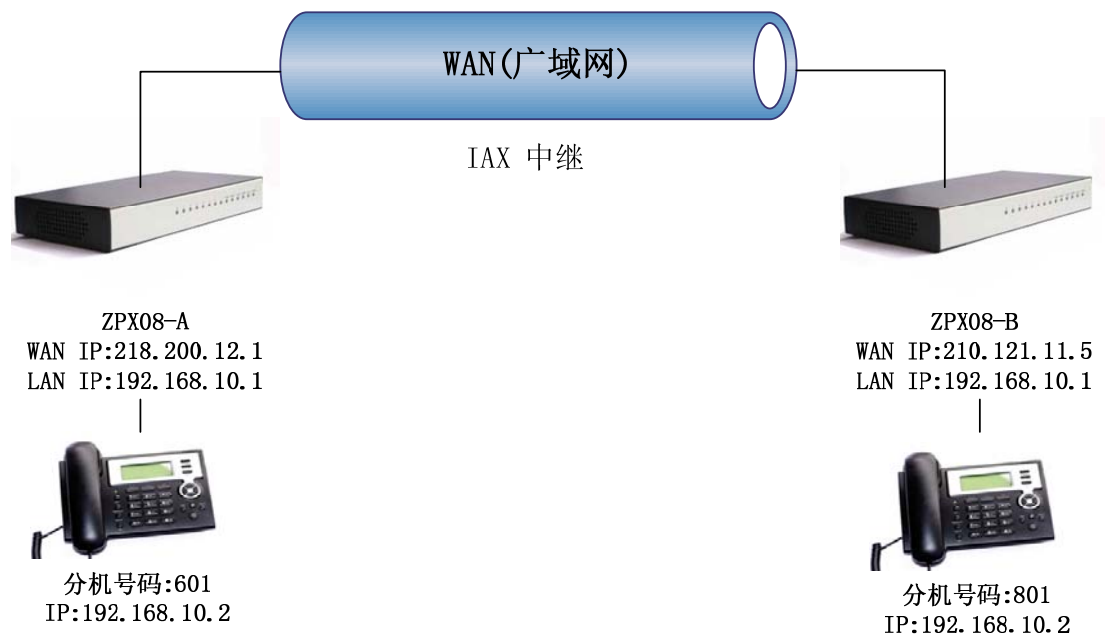 WAN(广域网)
IAX 中继
ZPX08-A
WAN IP:218.200.12.1
LAN IP:192.168.10.1
ZPX08-B
WAN IP:210.121.11.5
LAN IP:192.168.10.1
分机号码:601
IP:192.168.10.2
分机号码:801
IP:192.168.10.2